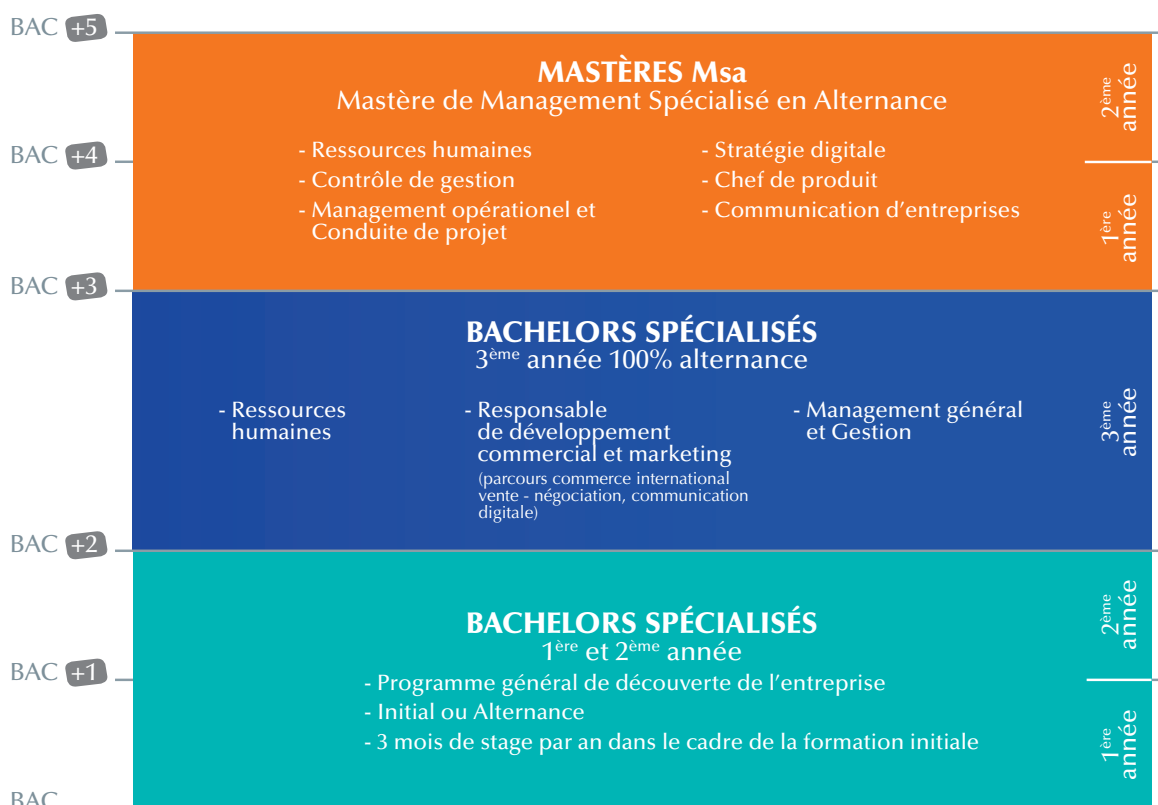 BAC +5
MASTÈRES Msa
Mastère de Management Spécialisé en Alternance
2ème année
BAC +4
- Ressources humaines
- Contrôle de gestion
- Management opérationel et
Conduite de projet
- Stratégie digitale
- Chef de produit
- Communication d'entreprises
1ère année
BAC +3
BACHELORS SPÉCIALISÉS
3ème année 100% alternance
- Ressources
humaines
- Responsable
de développement
commercial et marketing
(parcours commerce international
vente - négociation, communication
digitale)
- Management général
et Gestion
3ème année
BAC +2
BACHELORS SPÉCIALISÉS
1ère et 2ème année
2ème année
BAC +1
- Programme général de découverte de l'entreprise
- Initial ou Alternance
- 3 mois de stage par an dans le cadre de la formation initiale
1ère année
BAC